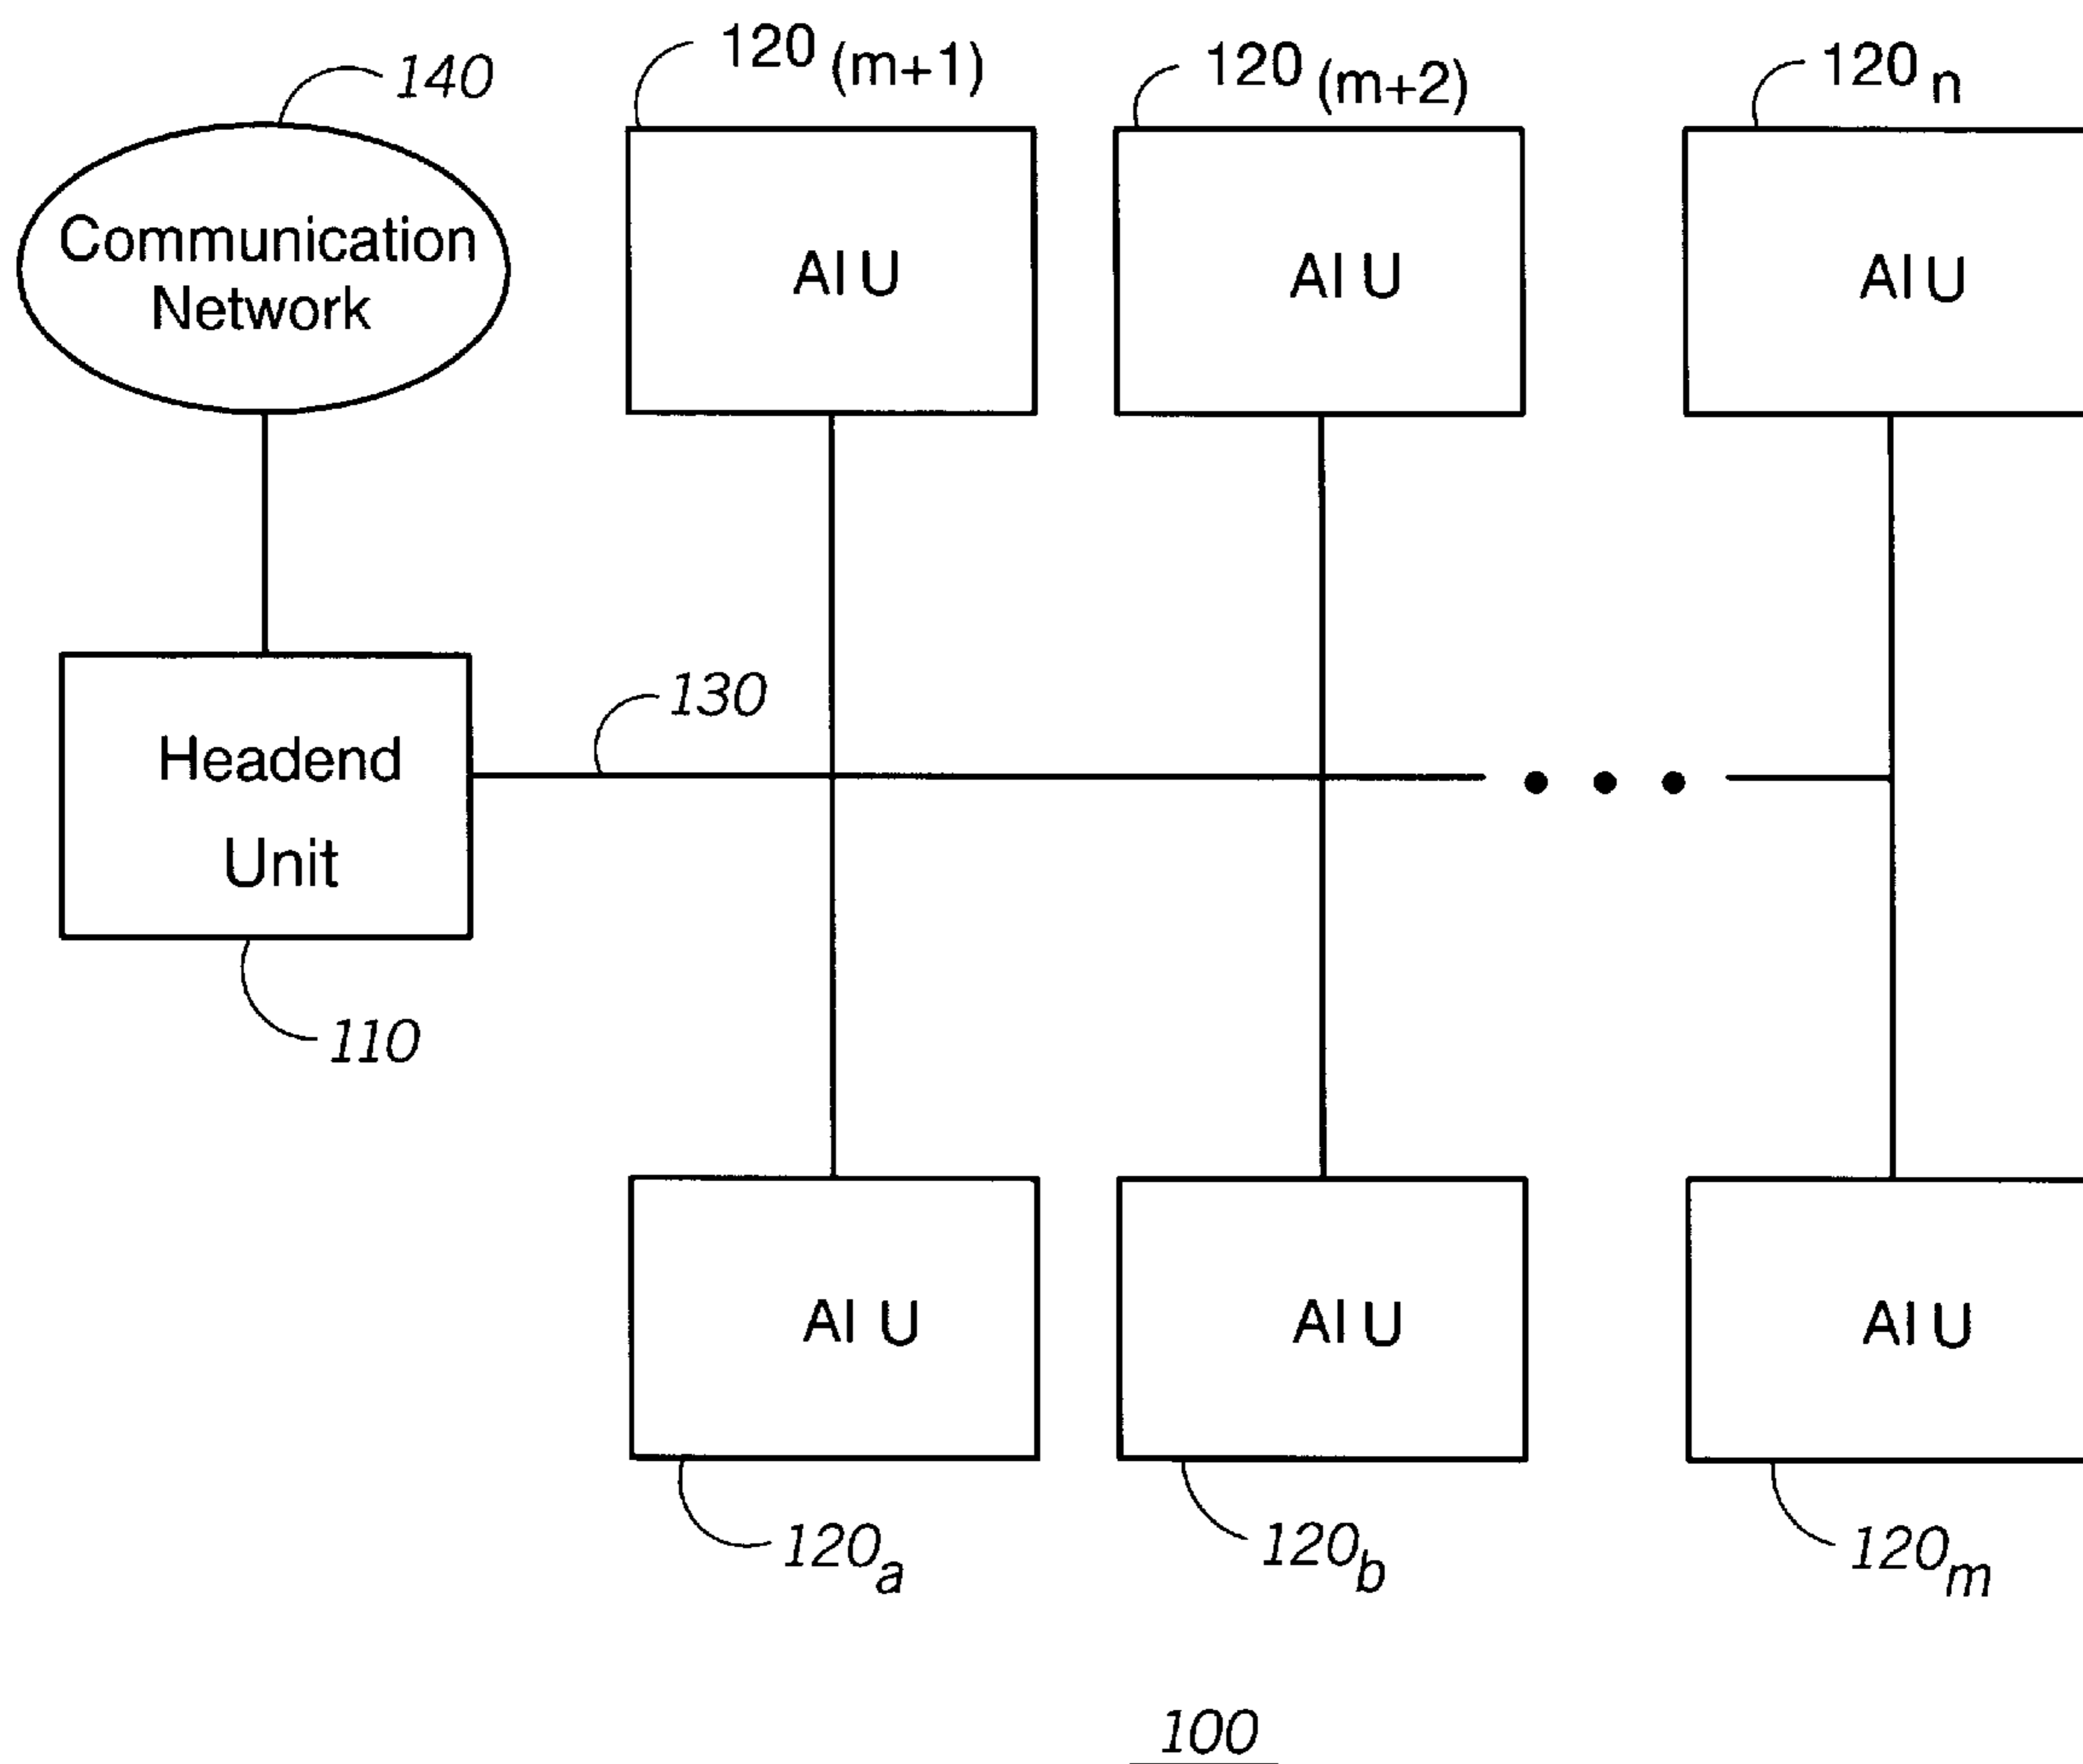 140
120 (m+1)
120 (m+2)
120 n
Communication
Network
AIU
AIU
AIU
130
Headend
Unit
110
AIU
AIU
AIU
120a
120b
120m
100